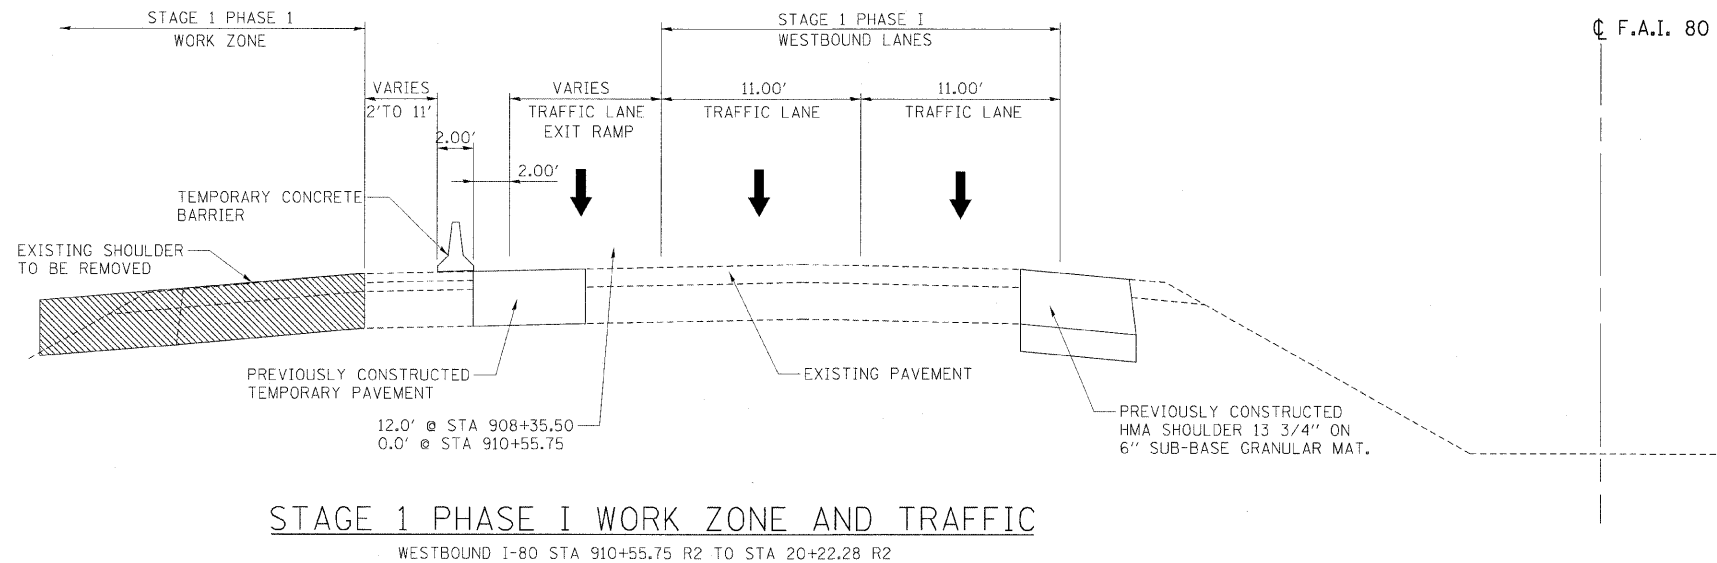 STAGE 1 PHASE 1
WORK ZONE
STAGE 1 PHASE I
WESTBOUND LANES
℄ F.A.I. 80
VARIES
2'TO 11'
VARIES
TRAFFIC LANE
EXIT RAMP
11.00'
TRAFFIC LANE
11.00'
TRAFFIC LANE
2.00'
2.00'
TEMPORARY CONCRETE
BARRIER
EXISTING SHOULDER
TO BE REMOVED
PREVIOUSLY CONSTRUCTED
TEMPORARY PAVEMENT
EXISTING PAVEMENT
12.0' @ STA 908+35.50
0.0' @ STA 910+55.75
PREVIOUSLY CONSTRUCTED
HMA SHOULDER 13 3/4" ON
6" SUB-BASE GRANULAR MAT.
STAGE 1 PHASE I WORK ZONE AND TRAFFIC
WESTBOUND I-80 STA 910+55.75 R2 TO STA 20+22.28 R2